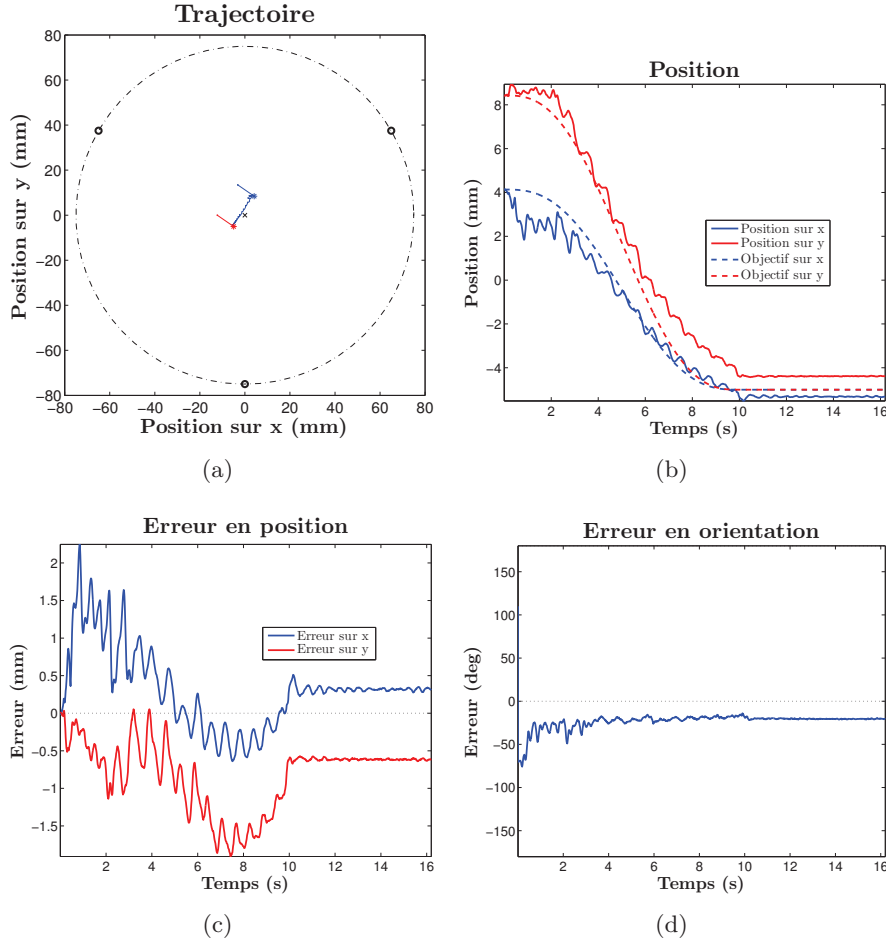 Trajectoire
Position sur y (mm)
80
60
40
20
0
−20
−40
−60
−80
−80 −60 −40 −20 0 20 40 60 80
Position sur x (mm)
(a)
Position
Position (mm)
8
6
4
2
0
−2
−4
Position sur x
Position sur y
Objectif sur x
Objectif sur y
2 4 6 8 10 12 14 16
Temps (s)
(b)
Erreur en position
Erreur (mm)
2
1.5
1
0.5
0
−0.5
−1
−1.5
Erreur sur x
Erreur sur y
2 4 6 8 10 12 14 16
Temps (s)
(c)
Erreur en orientation
Erreur (deg)
150
100
50
0
−50
−100
−150
2 4 6 8 10 12 14 16
Temps (s)
(d)